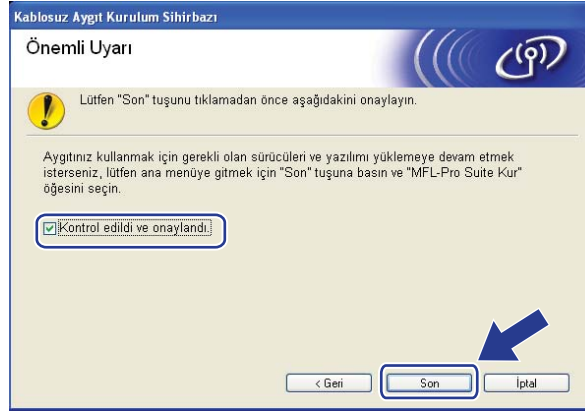 Kablosuz Aygıt Kurulum Sihirbazı
Önemli Uyarı
Lütfen "Son" tuşunu tıklamadan önce aşağıdakini onaylayın.
Aygıtınız kullanmak için gerekli olan sürücüleri ve yazılımı yüklemeye devam etmek
isterseniz, lütfen ana menüye gitmek için "Son" tuşuna basın ve "MFL-Pro Suite Kur"
öğesini seçin.
Kontrol edildi ve onaylandı.
< Geri Son İptal